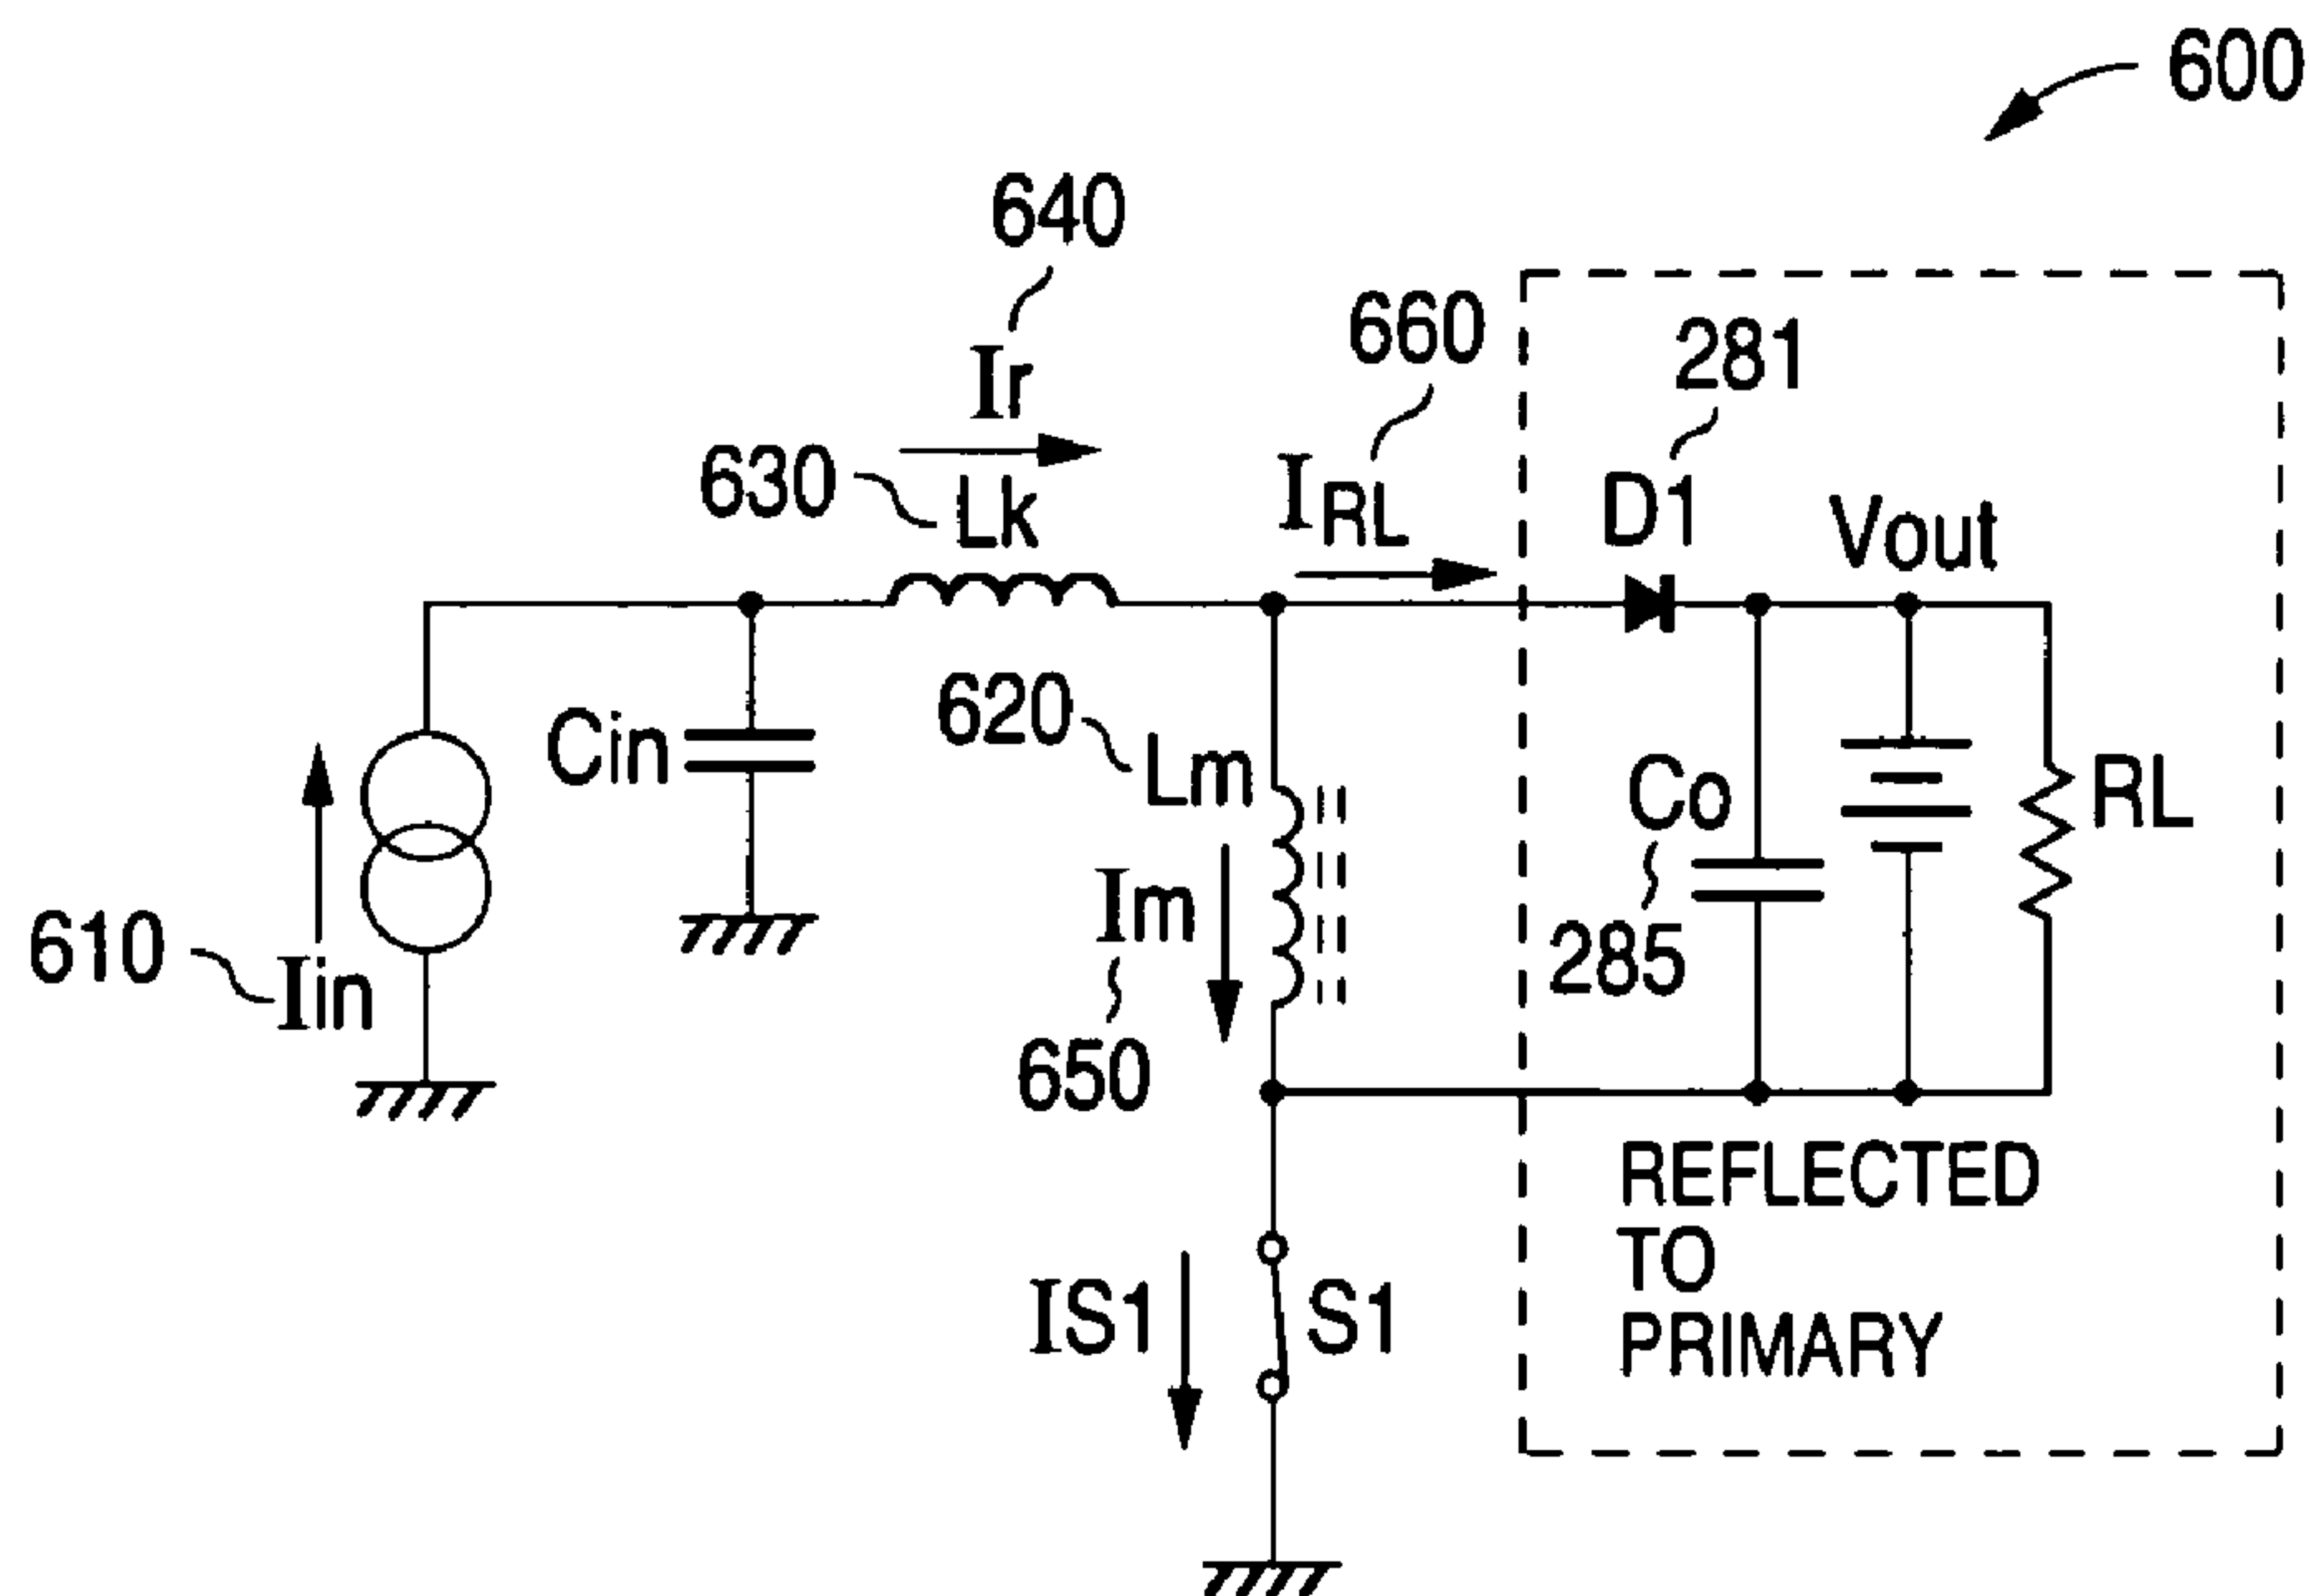 600
640
Ir
660
281
630
Lk
IRL
D1
Vout
620
Cin
Lm
Co
RL
Im
610
Iin
285
650
REFLECTED
TO
PRIMARY
IS1
S1